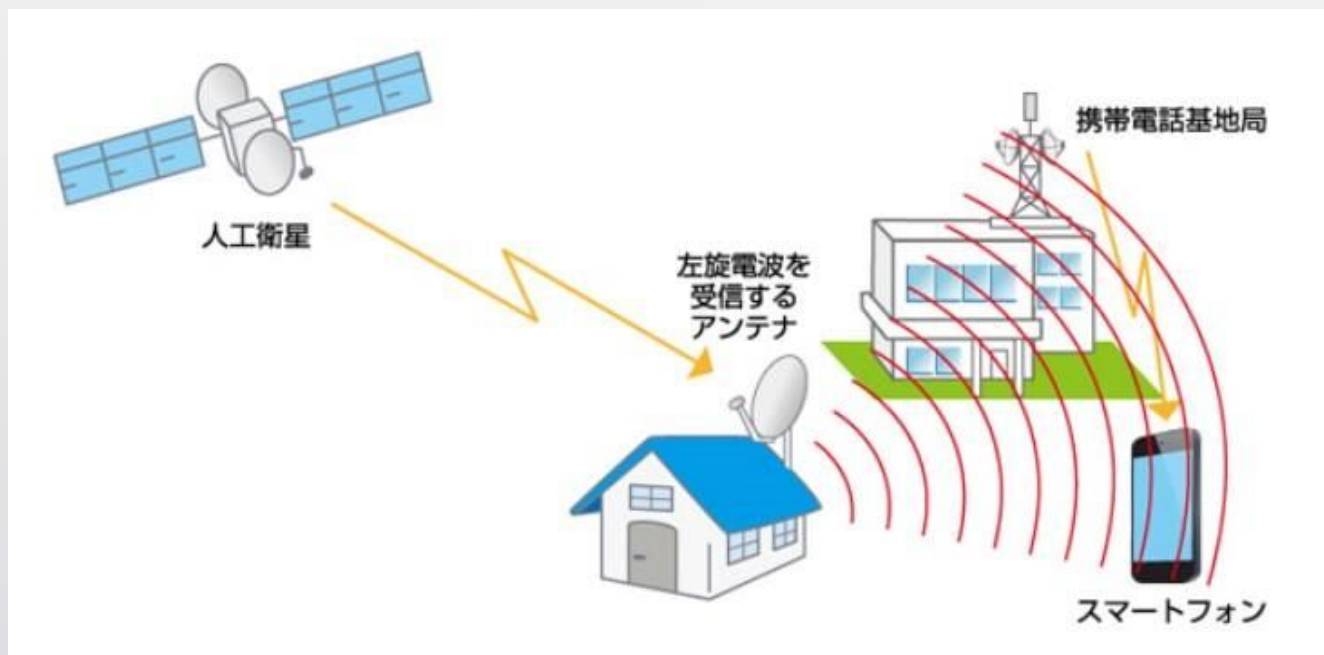 人工衛星
左旋電波を
受信する
アンテナ
携帯電話基地局
スマートフォン